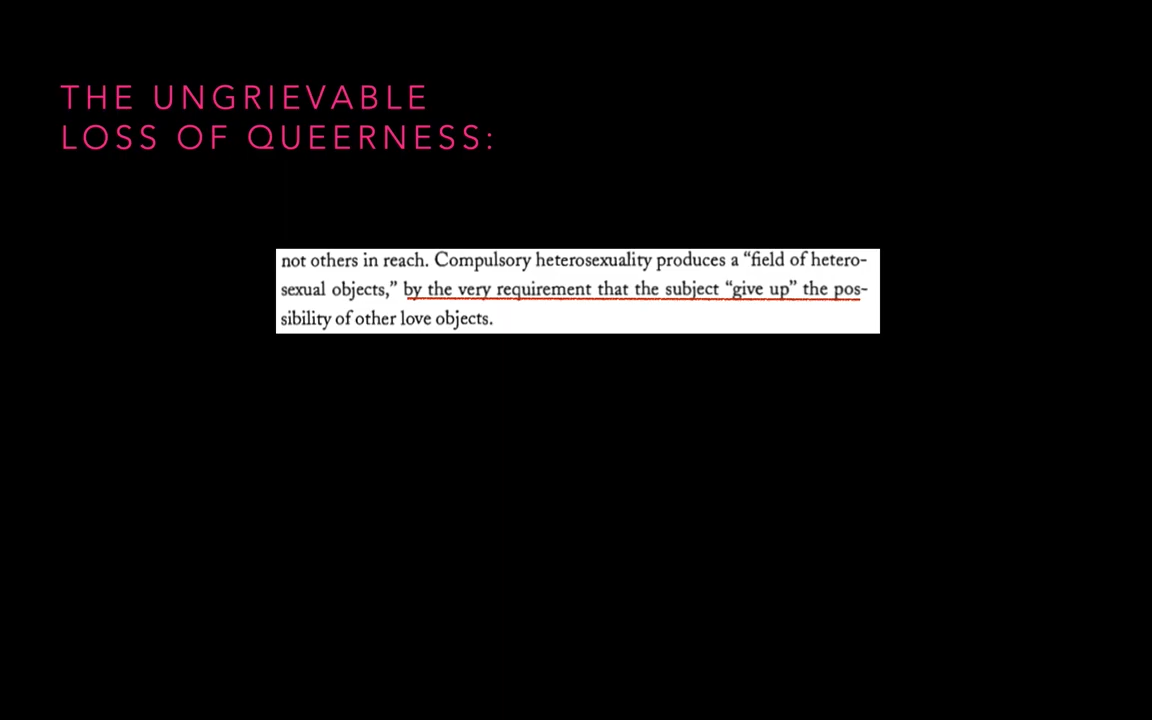 THE UNGRIEVABLE
LOSS OF QUEERNESS:
not others in reach. Compulsory heterosexuality produces a “field of hetero-
sexual objects,” by the very requirement that the subject “give up” the pos-
sibility of other love objects.